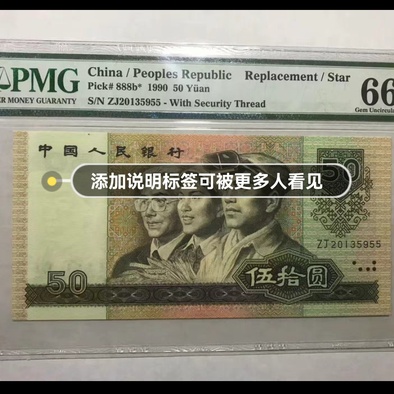 PMG
ER MONEY GUARANTY
China / Peoples Republic Replacement / Star
Pick# 888b* 1990 50 Yüan
S/N ZJ20135955 - With Security Thread
66
Gem Uncircula
中国人民银行
50
添加说明标签可被更多人看见
ZJ20135955
50
伍拾圆